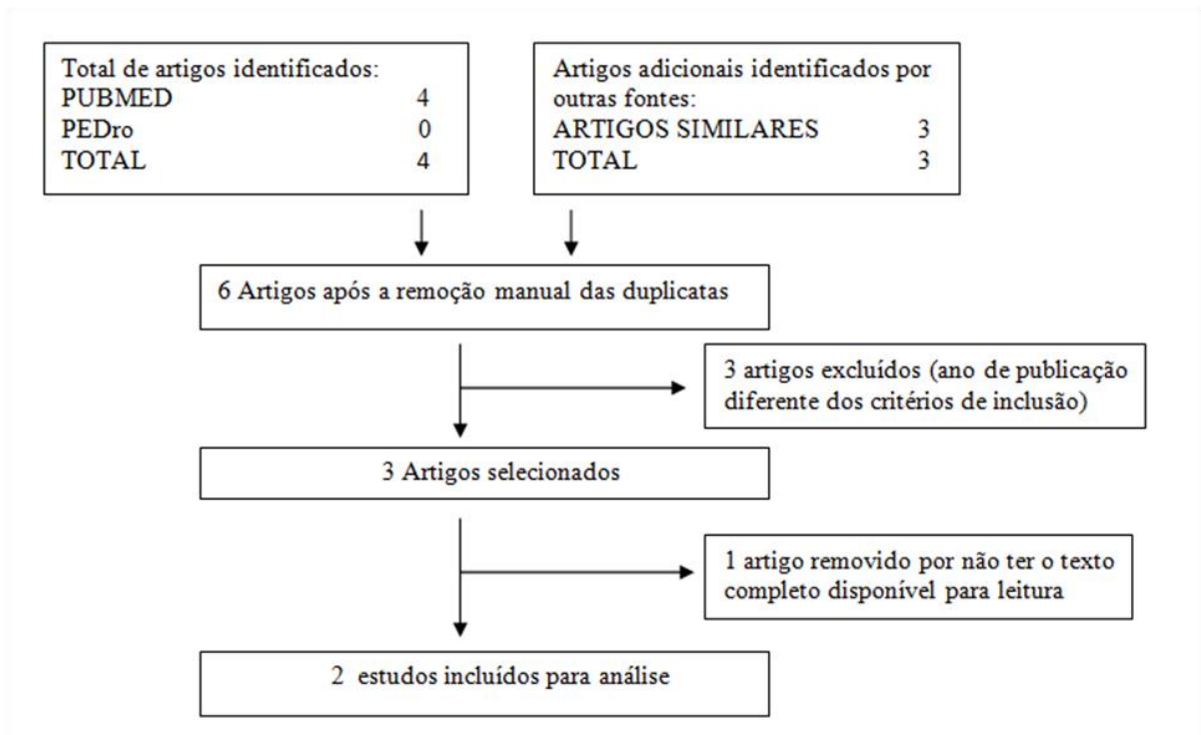 Total de artigos identificados:
PUBMED 4
PEDro 0
TOTAL 4
Artigos adicionais identificados por
outras fontes:
ARTIGOS SIMILARES 3
TOTAL 3
6 Artigos após a remoção manual das duplicatas
3 artigos excluídos (ano de publicação
diferente dos critérios de inclusão)
3 Artigos selecionados
1 artigo removido por não ter o texto
completo disponível para leitura
2 estudos incluídos para análise